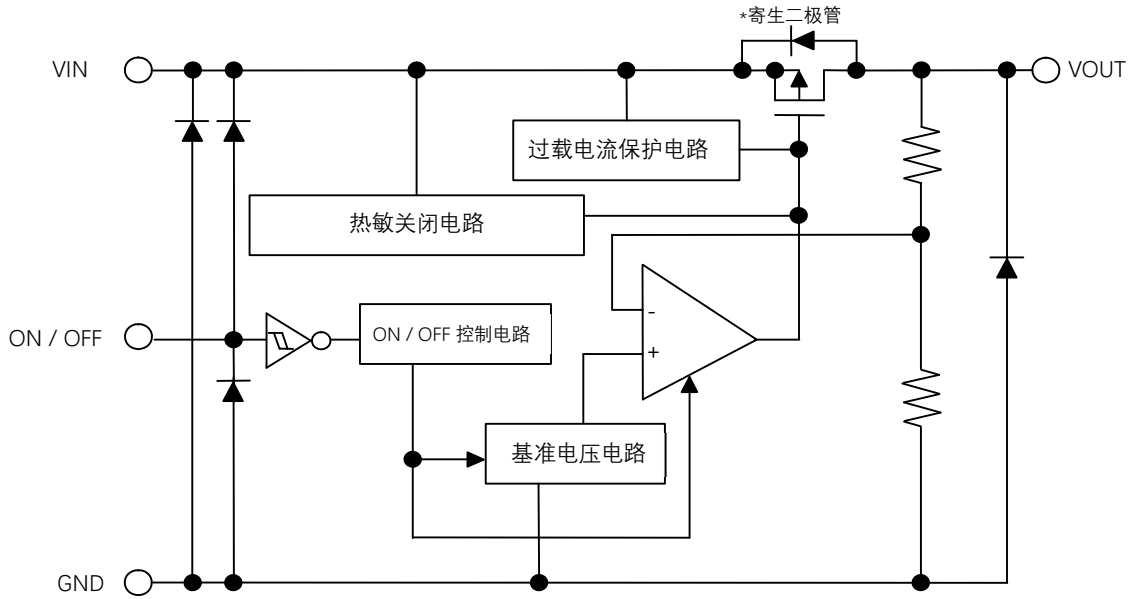 *寄生二极管
VIN
VOUT
过载电流保护电路
热敏关闭电路
ON / OFF
ON / OFF 控制电路
-
+
基准电压电路
GND